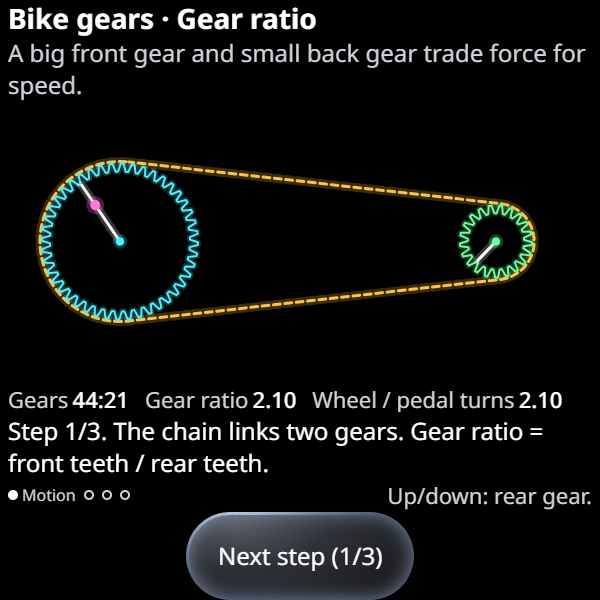 Bike gears · Gear ratio
A big front gear and small back gear trade force for
speed.
Gears 44:21 Gear ratio 2.10 Wheel / pedal turns 2.10
Step 1/3. The chain links two gears. Gear ratio =
front teeth / rear teeth.
Motion
Up/down: rear gear.
Next step (1/3)